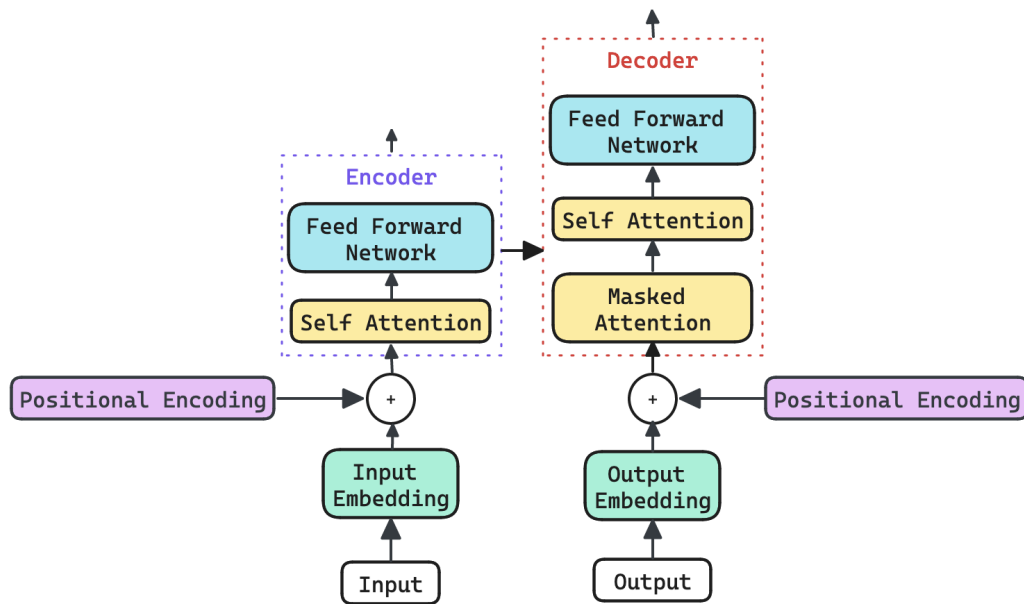 Decoder
Feed Forward
Network
Encoder
Self Attention
Feed Forward
Network
Masked
Attention
Self Attention
Positional Encoding
+
+
Positional Encoding
Input
Embedding
Output
Embedding
Input
Output